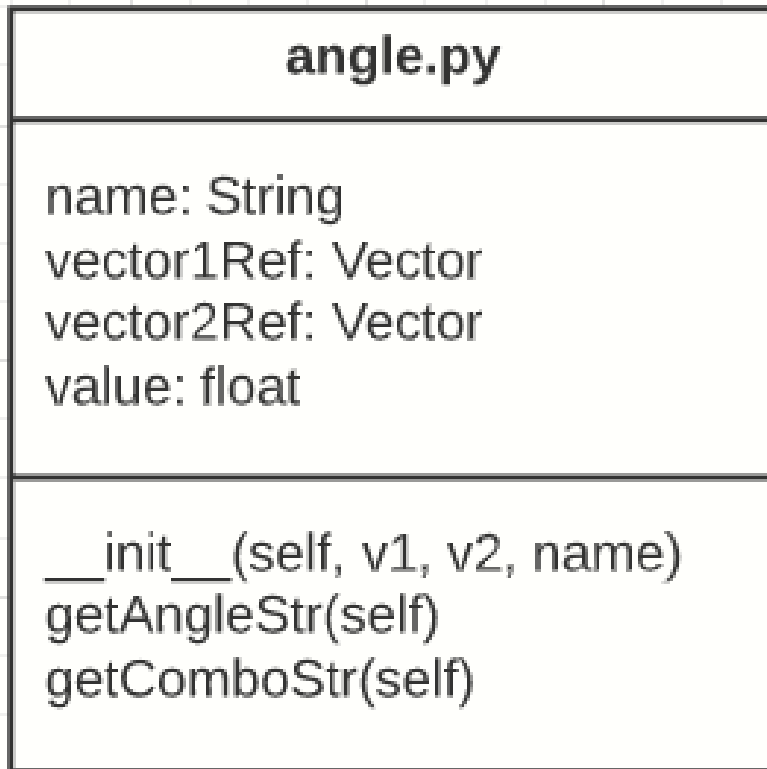 angle.py
name: String
vector1Ref: Vector
vector2Ref: Vector
value: float
__init__(self, v1, v2, name)
getAngleStr(self)
getComboStr(self)